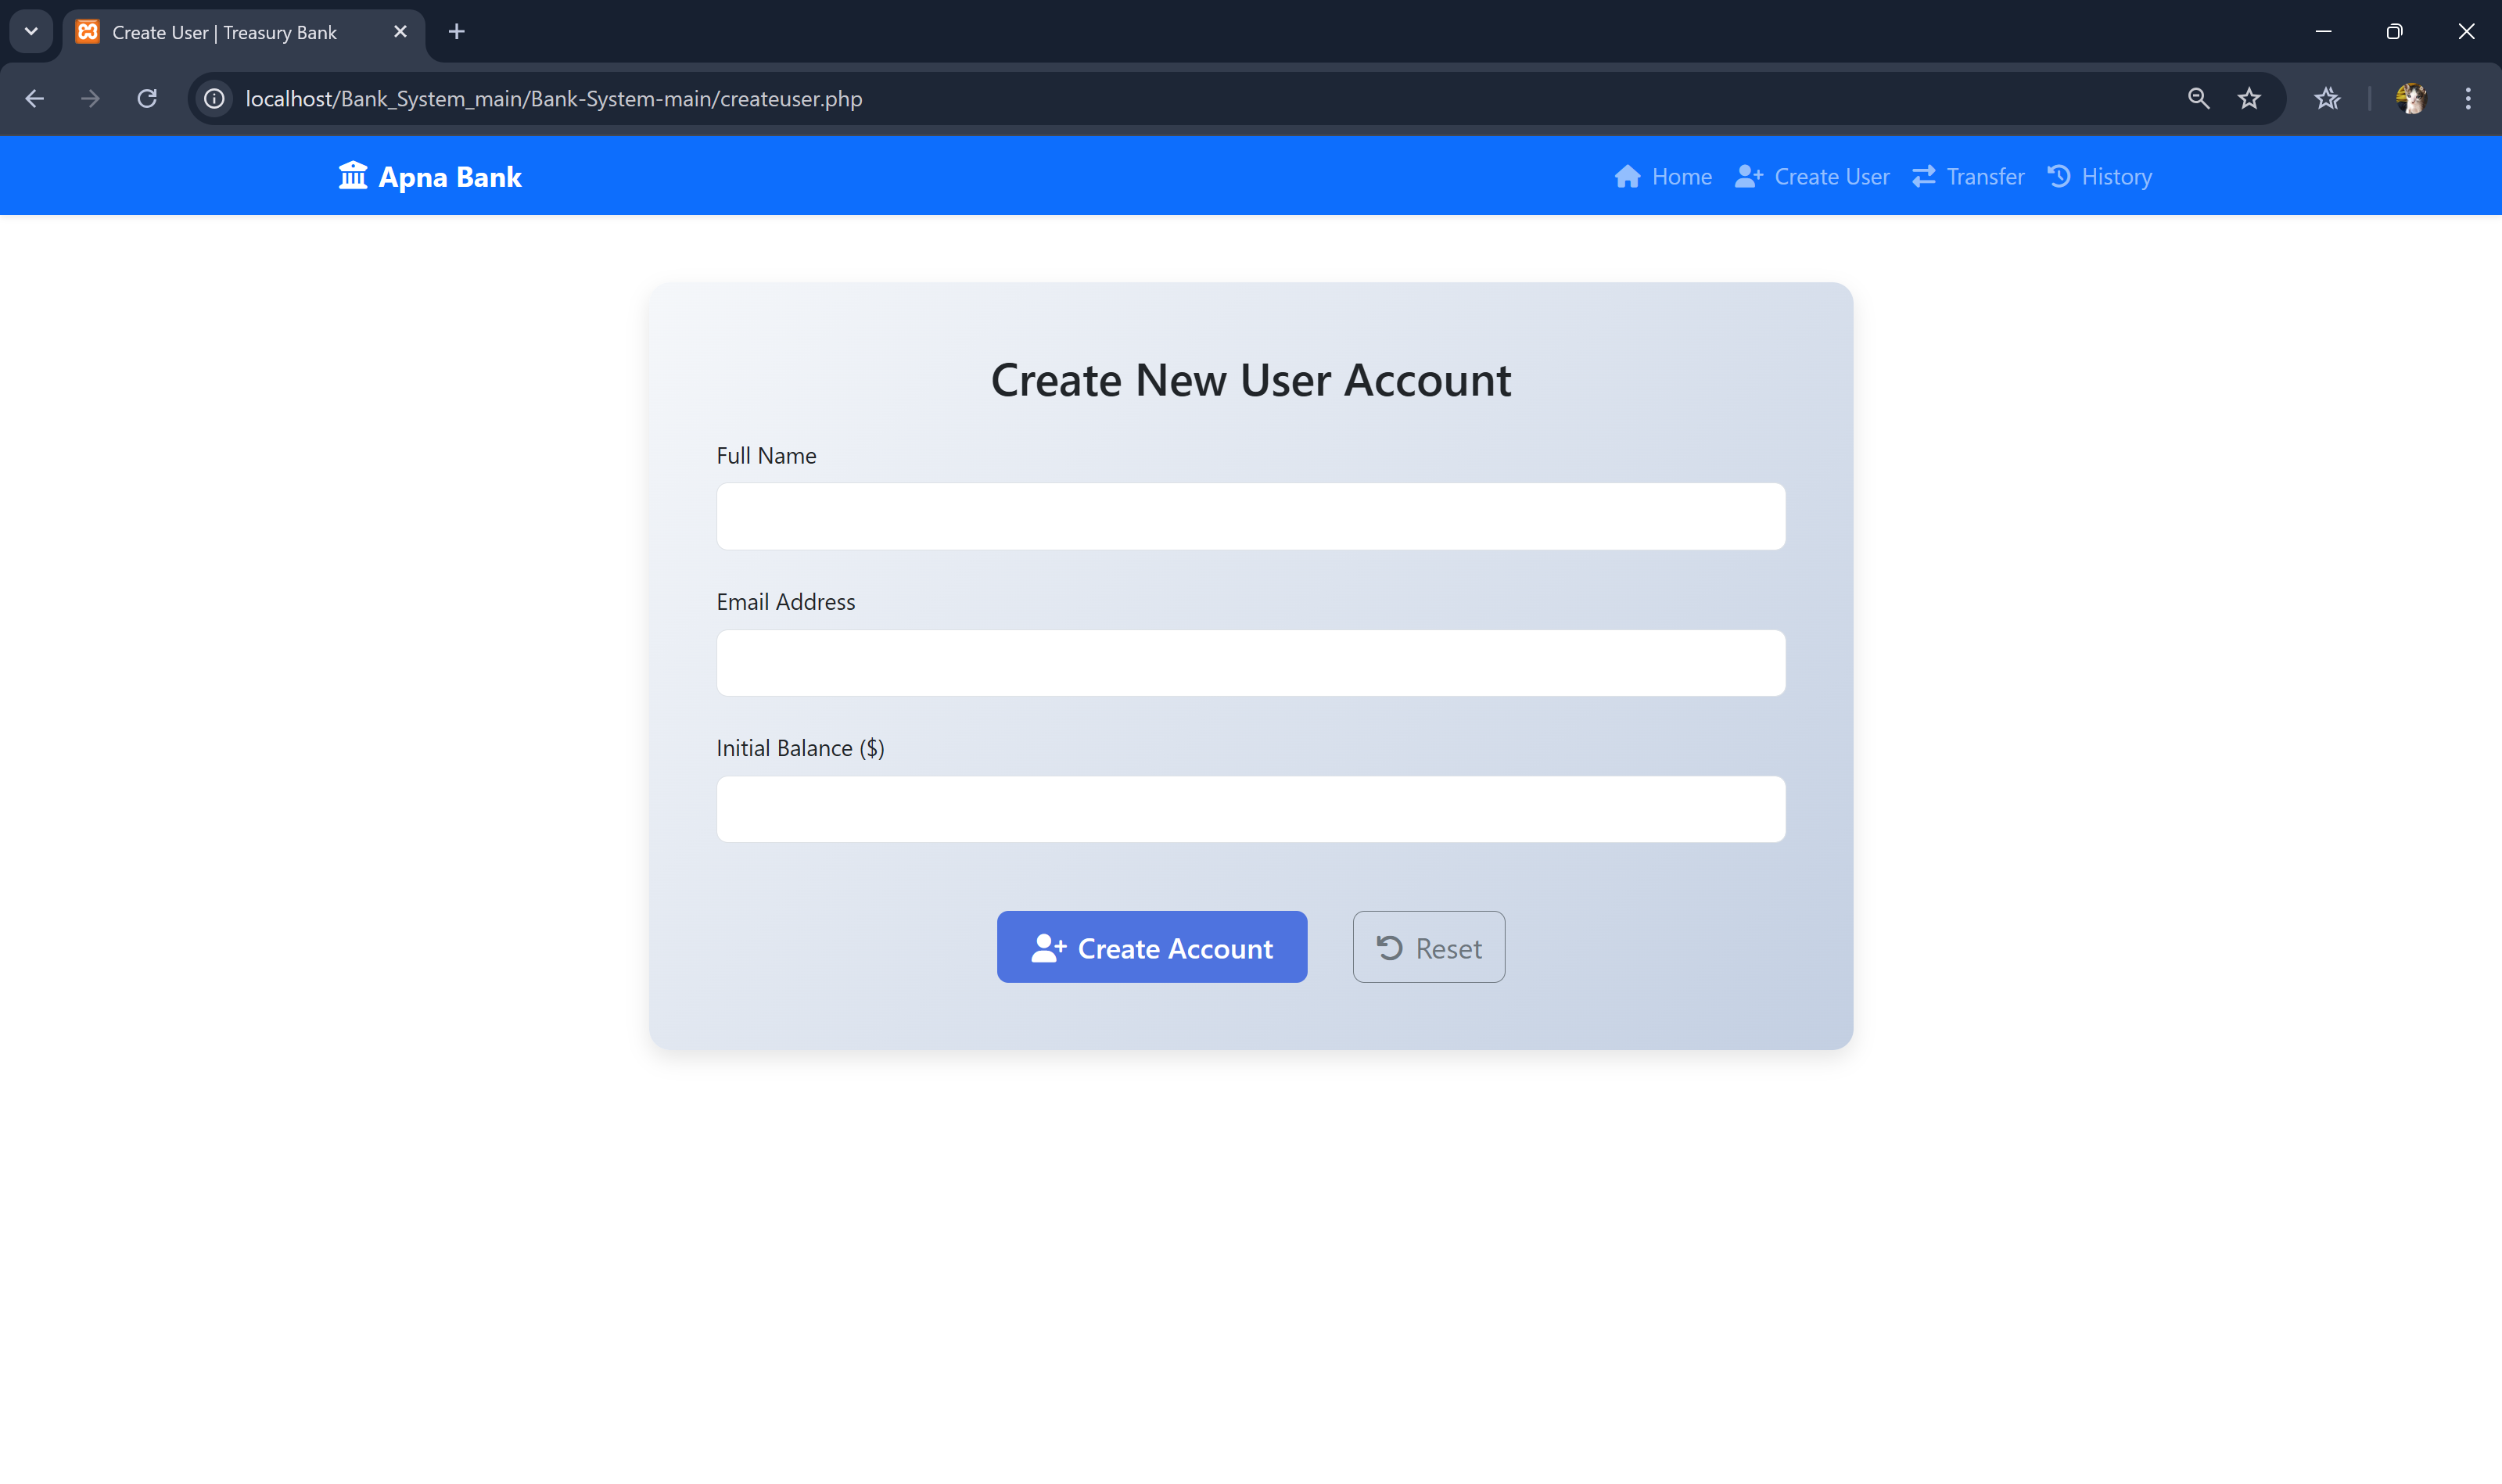 Create User | Treasury Bank
localhost/Bank_System_main/Bank-System-main/createuser.php
Apna Bank
Home Create User Transfer History
Create New User Account
Full Name
Email Address
Initial Balance ($)
Create Account Reset